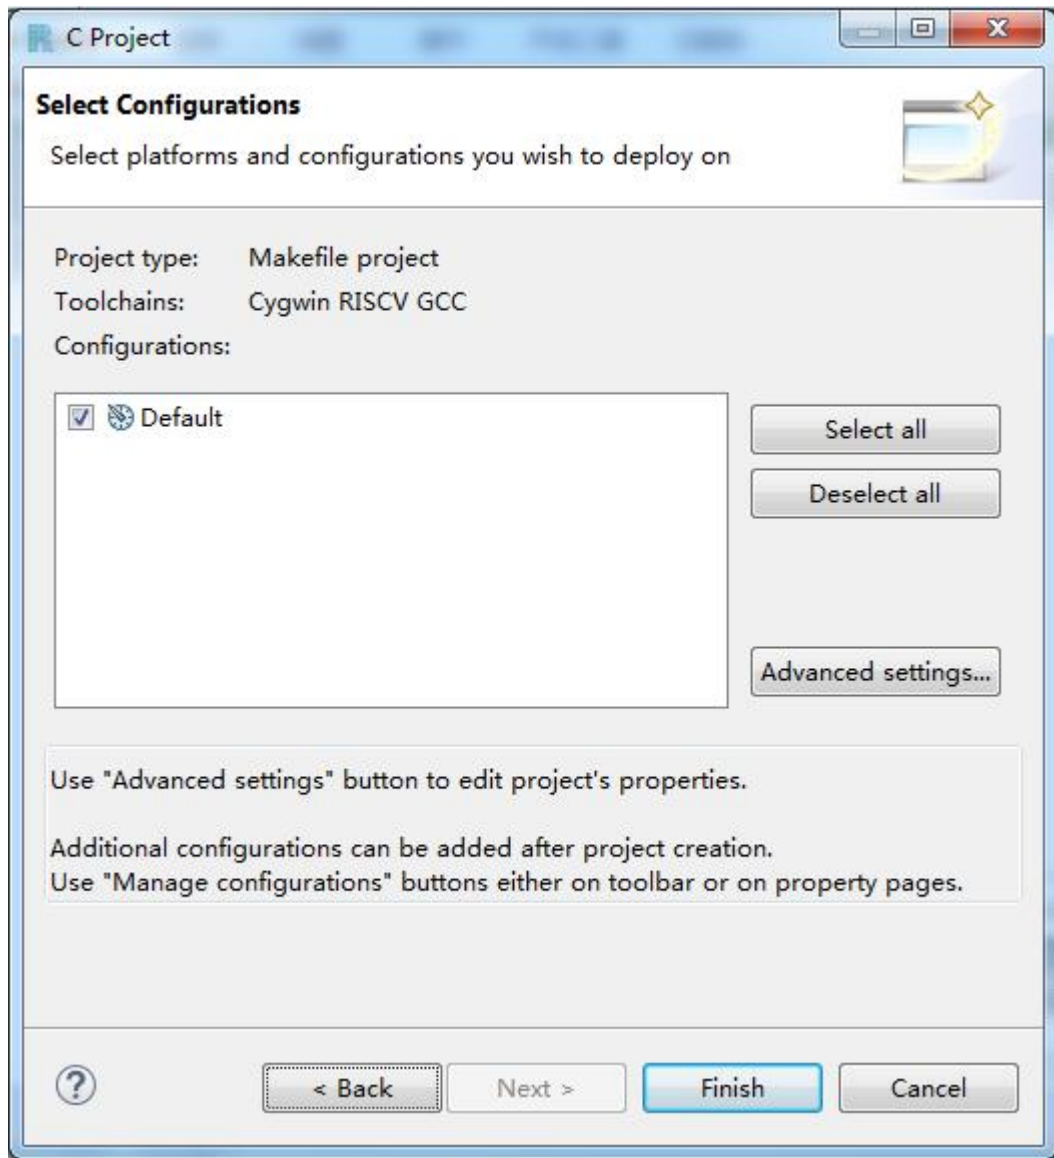 C Project
Select Configurations
Select platforms and configurations you wish to deploy on
Project type: Makefile project
Toolchains: Cygwin RISCV GCC
Configurations:
Default
Select all
Deselect all
Advanced settings...
Use "Advanced settings" button to edit project's properties.
Additional configurations can be added after project creation.
Use "Manage configurations" buttons either on toolbar or on property pages.
< Back
Next >
Finish
Cancel